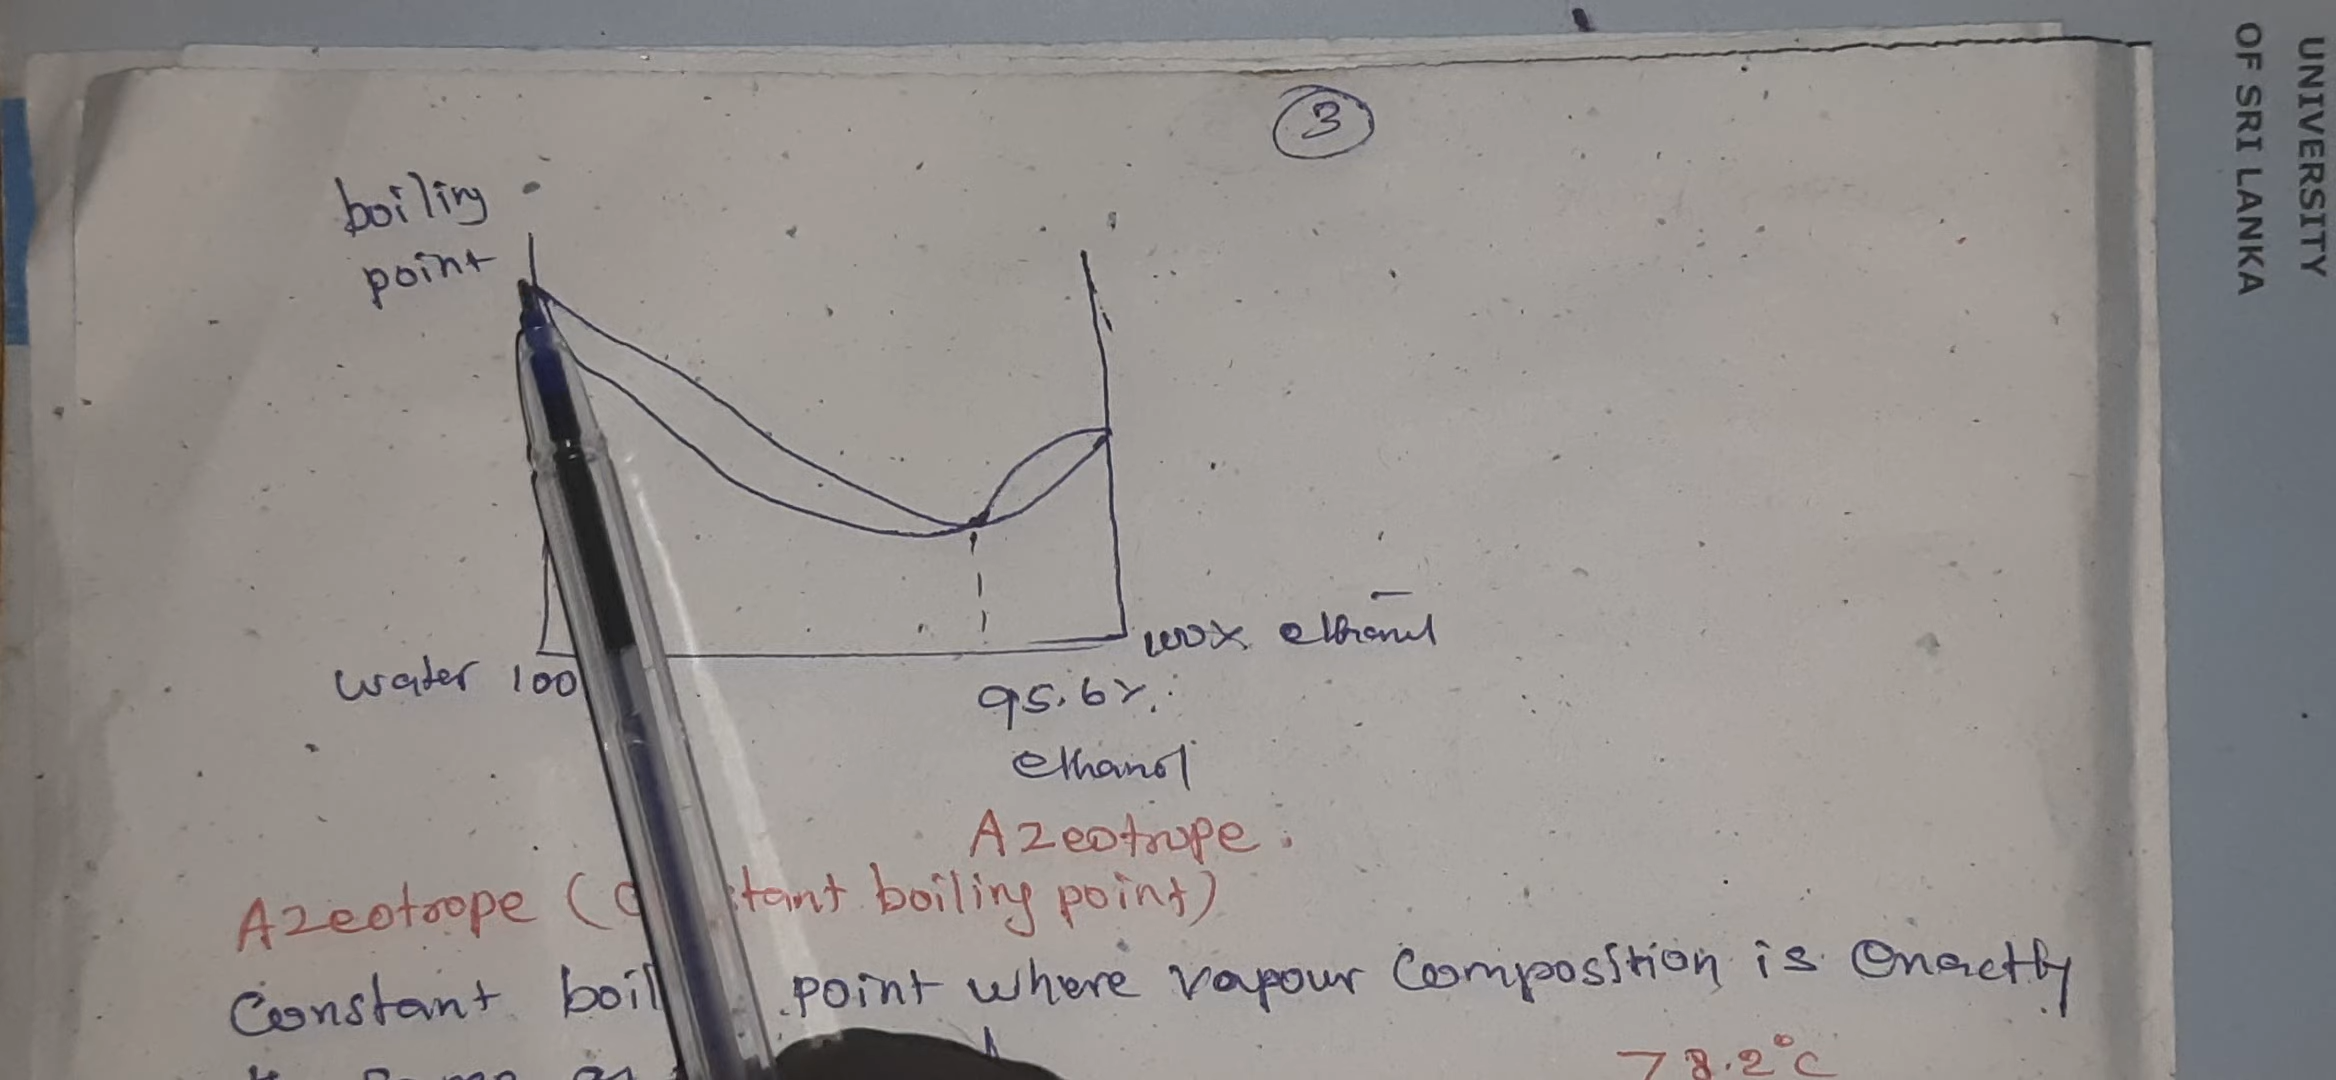 3
boiling
point
water 100
100% ethanol
95.6%
ethanol
Azeotrope.
Azeotrope ( tant boiling point)
Constant boil point where vapour composition is exactly
78.2°C
UNIVERSITY
OF SRI LANKA